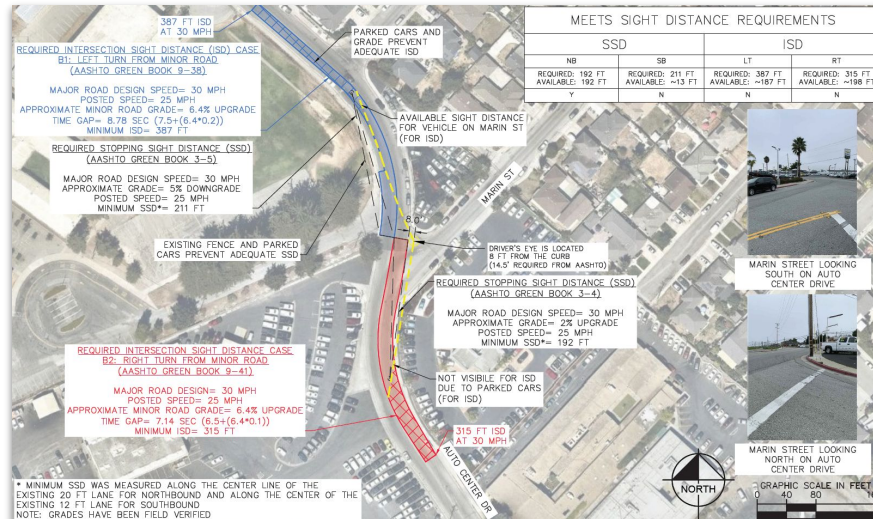 387 FT ISD
AT 30 MPH
REQUIRED INTERSECTION SIGHT DISTANCE (ISD) CASE
B1: LEFT TURN FROM MINOR ROAD
(AASHTO GREEN BOOK 9-38)
MAJOR ROAD DESIGN SPEED= 30 MPH
POSTED SPEED= 25 MPH
APPROXIMATE MINOR ROAD GRADE= 6.4% UPGRADE
TIME GAP= 8.78 SEC (7.5+(6.4*0.2))
MINIMUM ISD= 387 FT
REQUIRED STOPPING SIGHT DISTANCE (SSD)
(AASHTO GREEN BOOK 3-5)
MAJOR ROAD DESIGN SPEED= 30 MPH
APPROXIMATE GRADE= 5% DOWNGRADE
POSTED SPEED= 25 MPH
MINIMUM SSD*= 211 FT
EXISTING FENCE AND PARKED
CARS PREVENT ADEQUATE SSD
PARKED CARS AND
GRADE PREVENT
ADEQUATE ISD
AVAILABLE SIGHT DISTANCE
FOR VEHICLE ON MARIN ST
(FOR ISD)
MARIN ST
8.0'
DRIVER'S EYE IS LOCATED
8 FT FROM THE CURB
(14.5' REQUIRED FROM AASHTO)
REQUIRED STOPPING SIGHT DISTANCE (SSD)
(AASHTO GREEN BOOK 3-4)
MAJOR ROAD DESIGN SPEED= 30 MPH
APPROXIMATE GRADE= 2% UPGRADE
POSTED SPEED= 25 MPH
MINIMUM SSD*= 192 FT
REQUIRED INTERSECTION SIGHT DISTANCE CASE
B2: RIGHT TURN FROM MINOR ROAD
(AASHTO GREEN BOOK 9-41)
MAJOR ROAD DESIGN= 30 MPH
POSTED SPEED= 25 MPH
APPROXIMATE MINOR ROAD GRADE= 6.4% UPGRADE
TIME GAP= 7.14 SEC (6.5+(6.4*0.1))
MINIMUM ISD= 315 FT
NOT VISIBILE FOR ISD
DUE TO PARKED CARS
(FOR ISD)
315 FT ISD
AT 30 MPH
AUTO CENTER DR
* MINIMUM SSD WAS MEASURED ALONG THE CENTER LINE OF THE
EXISTING 20 FT LANE FOR NORTHBOUND AND ALONG THE CENTER OF THE
EXISTING 12 FT LANE FOR SOUTHBOUND
NOTE: GRADES HAVE BEEN FIELD VERIFIED
MEETS SIGHT DISTANCE REQUIREMENTS
SSD ISD
NB SB LT RT
REQUIRED: 192 FT REQUIRED: 211 FT REQUIRED: 387 FT REQUIRED: 315 FT
AVAILABLE: 192 FT AVAILABLE: ~13 FT AVAILABLE: ~187 FT AVAILABLE: ~198 FT
Y N N N
MARIN STREET LOOKING
SOUTH ON AUTO
CENTER DRIVE
MARIN STREET LOOKING
NORTH ON AUTO
CENTER DRIVE
NORTH
GRAPHIC SCALE IN FEET
0 40 80